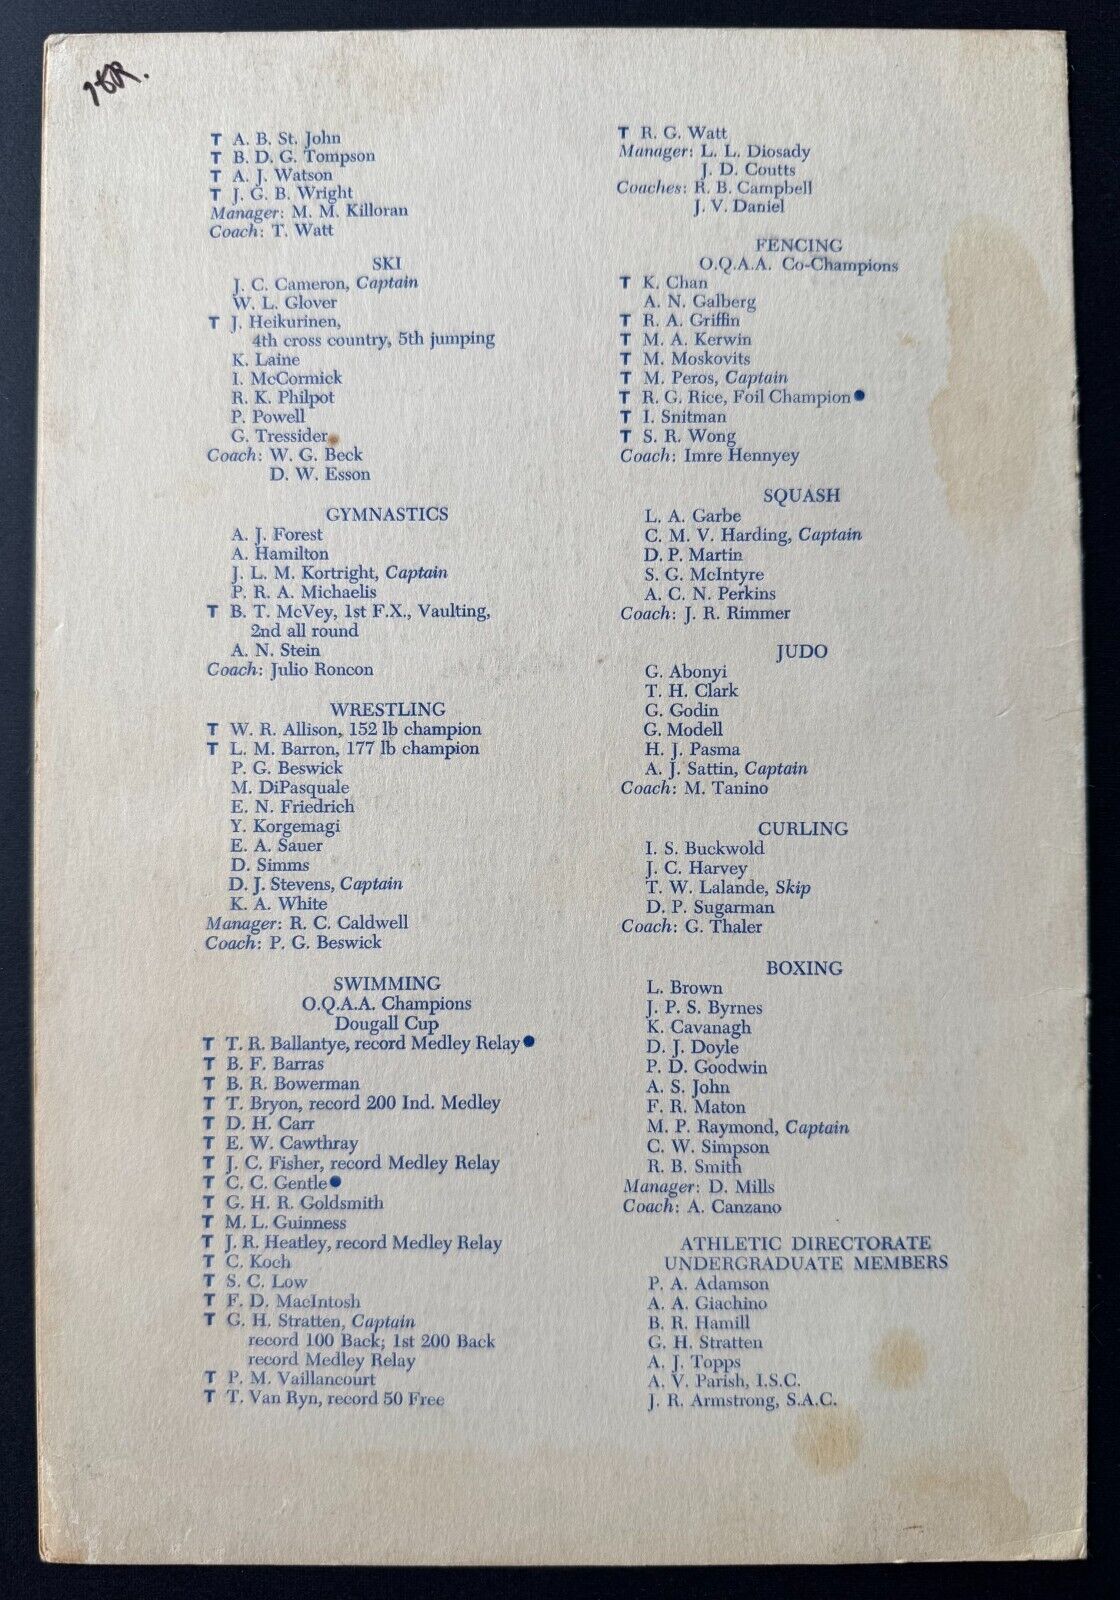 T A. B. St. John
T B. D. G. Tompson
T A. J. Watson
T J. G. B. Wright
Manager: M. M. Killoran
Coach: T. Watt
SKI
J. C. Cameron, Captain
W. L. Glover
T J. Heikurinen,
4th cross country, 5th jumping
K. Laine
I. McCormick
R. K. Philpot
P. Powell
G. Tressider
Coach: W. G. Beck
D. W. Esson
GYMNASTICS
A. J. Forest
A. Hamilton
J. L. M. Kortright, Captain
P. R. A. Michaelis
T B. T. McVey, 1st F.X., Vaulting,
2nd all round
A. N. Stein
Coach: Julio Roncon
WRESTLING
T W. R. Allison, 152 lb champion
T L. M. Barron, 177 lb champion
P. G. Beswick
M. DiPasquale
E. N. Friedrich
Y. Korgemagi
E. A. Sauer
D. Simms
D. J. Stevens, Captain
K. A. White
Manager: R. C. Caldwell
Coach: P. G. Beswick
SWIMMING
O.Q.A.A. Champions
Dougall Cup
T T. R. Ballantye, record Medley Relay●
T B. F. Barras
T B. R. Bowerman
T T. Bryon, record 200 Ind. Medley
T D. H. Carr
T E. W. Cawthray
T J. C. Fisher, record Medley Relay
T C. C. Gentle●
T G. H. R. Goldsmith
T M. L. Guinness
T J. R. Heatley, record Medley Relay
T C. Koch
T S. C. Low
T F. D. MacIntosh
T G. H. Stratten, Captain
record 100 Back; 1st 200 Back
record Medley Relay
T P. M. Vaillancourt
T T. Van Ryn, record 50 Free
T R. G. Watt
Manager: L. L. Diosady
J. D. Coutts
Coaches: R. B. Campbell
J. V. Daniel
FENCING
O.Q.A.A. Co-Champions
T K. Chan
A. N. Galberg
T R. A. Griffin
T M. A. Kerwin
T M. Moskovits
T M. Peros, Captain
T R. G. Rice, Foil Champion●
T I. Snitman
T S. R. Wong
Coach: Imre Hennyey
SQUASH
L. A. Garbe
C. M. V. Harding, Captain
D. P. Martin
S. G. McIntyre
A. C. N. Perkins
Coach: J. R. Rimmer
JUDO
G. Abonyi
T. H. Clark
G. Godin
G. Modell
H. J. Pasma
A. J. Sattin, Captain
Coach: M. Tanino
CURLING
I. S. Buckwold
J. C. Harvey
T. W. Lalande, Skip
D. P. Sugarman
Coach: G. Thaler
BOXING
L. Brown
J. P. S. Byrnes
K. Cavanagh
D. J. Doyle
P. D. Goodwin
A. S. John
F. R. Maton
M. P. Raymond, Captain
C. W. Simpson
R. B. Smith
Manager: D. Mills
Coach: A. Canzano
ATHLETIC DIRECTORATE
UNDERGRADUATE MEMBERS
P. A. Adamson
A. A. Giachino
B. R. Hamill
G. H. Stratten
A. J. Topps
A. V. Parish, I.S.C.
J. R. Armstrong, S.A.C.